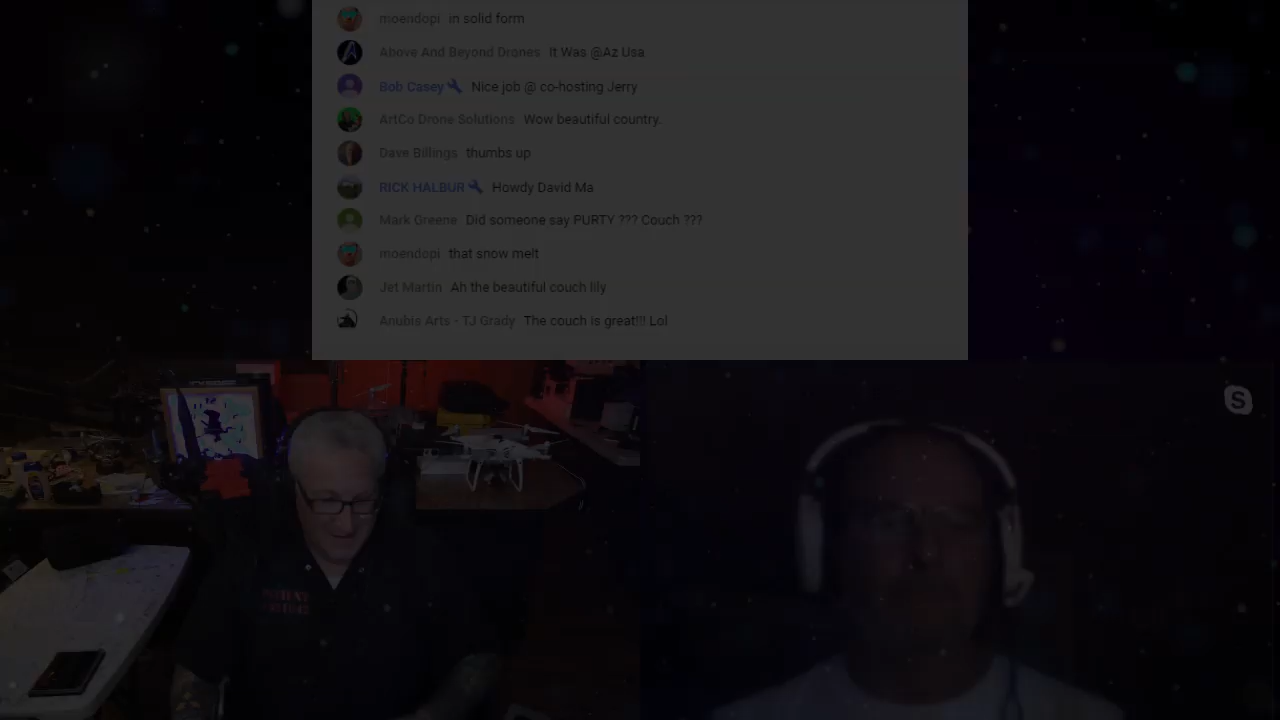 moendopi in solid form
Above And Beyond Drones It Was @Az Usa
Bob Casey Nice job @ co-hosting Jerry
ArtCo Drone Solutions Wow beautiful country.
Dave Billings thumbs up
RICK HALBUR Howdy David Ma
Mark Greene Did someone say PURTY ??? Couch ???
moendopi that snow melt
Jet Martin Ah the beautiful couch lily
Anubis Arts - TJ Grady The couch is great!!! Lol
S